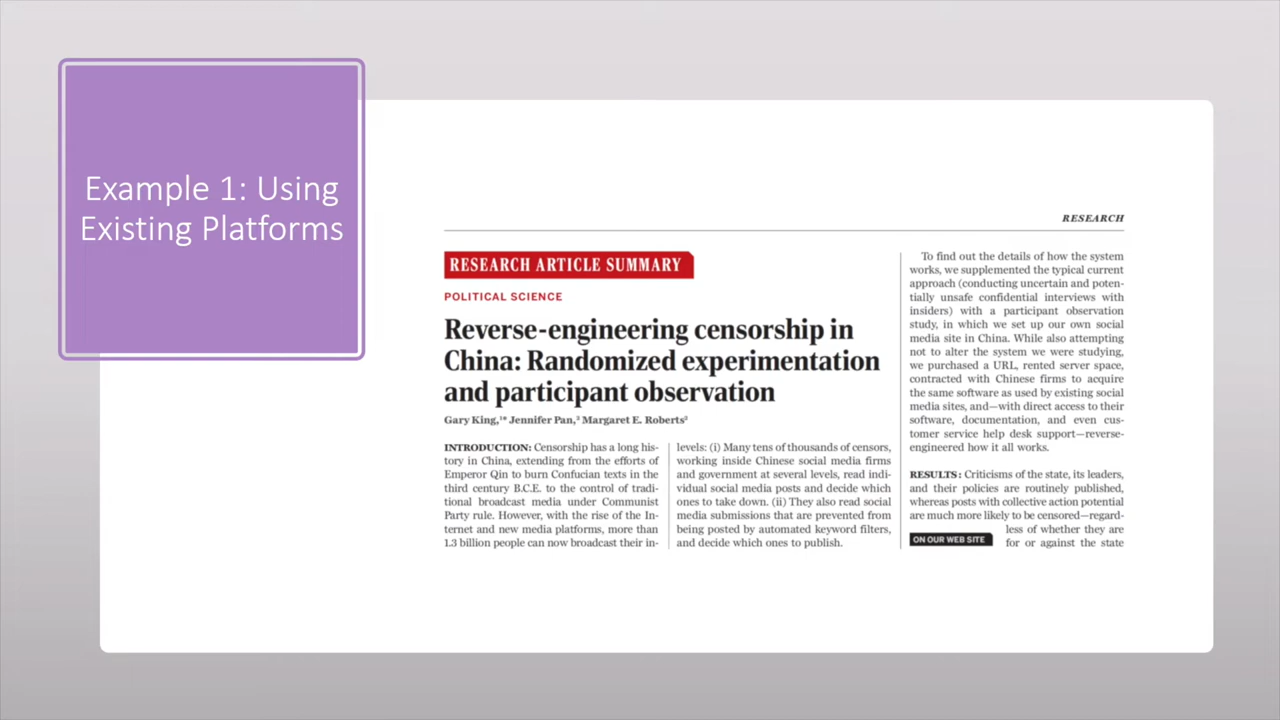 Example 1: Using
Existing Platforms
RESEARCH
RESEARCH ARTICLE SUMMARY
POLITICAL SCIENCE
Reverse-engineering censorship in
China: Randomized experimentation
and participant observation
Gary King,¹* Jennifer Pan,² Margaret E. Roberts²
INTRODUCTION: Censorship has a long his-
tory in China, extending from the efforts of
Emperor Qin to burn Confucian texts in the
third century B.C.E. to the control of tradi-
tional broadcast media under Communist
Party rule. However, with the rise of the In-
ternet and new media platforms, more than
1.3 billion people can now broadcast their in-
levels: (i) Many tens of thousands of censors,
working inside Chinese social media firms
and government at several levels, read indi-
vidual social media posts and decide which
ones to take down. (ii) They also read social
media submissions that are prevented from
being posted by automated keyword filters,
and decide which ones to publish.
To find out the details of how the system
works, we supplemented the typical current
approach (conducting uncertain and poten-
tially unsafe confidential interviews with
insiders) with a participant observation
study, in which we set up our own social
media site in China. While also attempting
not to alter the system we were studying,
we purchased a URL, rented server space,
contracted with Chinese firms to acquire
the same software as used by existing social
media sites, and—with direct access to their
software, documentation, and even cus-
tomer service help desk support—reverse-
engineered how it all works.
RESULTS: Criticisms of the state, its leaders,
and their policies are routinely published,
whereas posts with collective action potential
are much more likely to be censored—regard-
less of whether they are
for or against the state
ON OUR WEB SITE